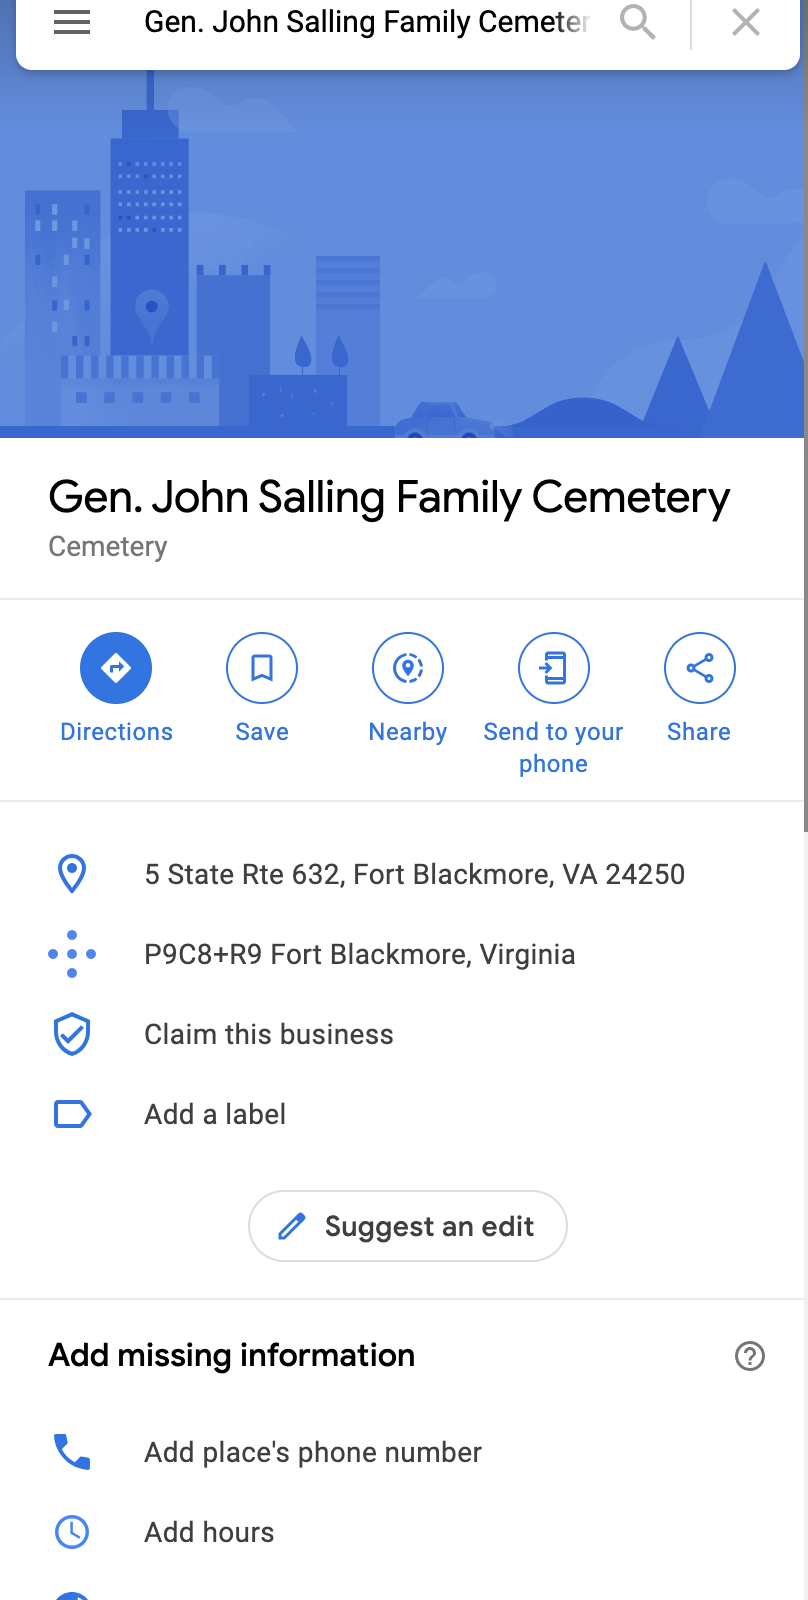 Gen. John Salling Family Cemeter
Gen. John Salling Family Cemetery
Cemetery
Directions
Save
Nearby
Send to your
phone
Share
5 State Rte 632, Fort Blackmore, VA 24250
P9C8+R9 Fort Blackmore, Virginia
Claim this business
Add a label
Suggest an edit
Add missing information
Add place's phone number
Add hours